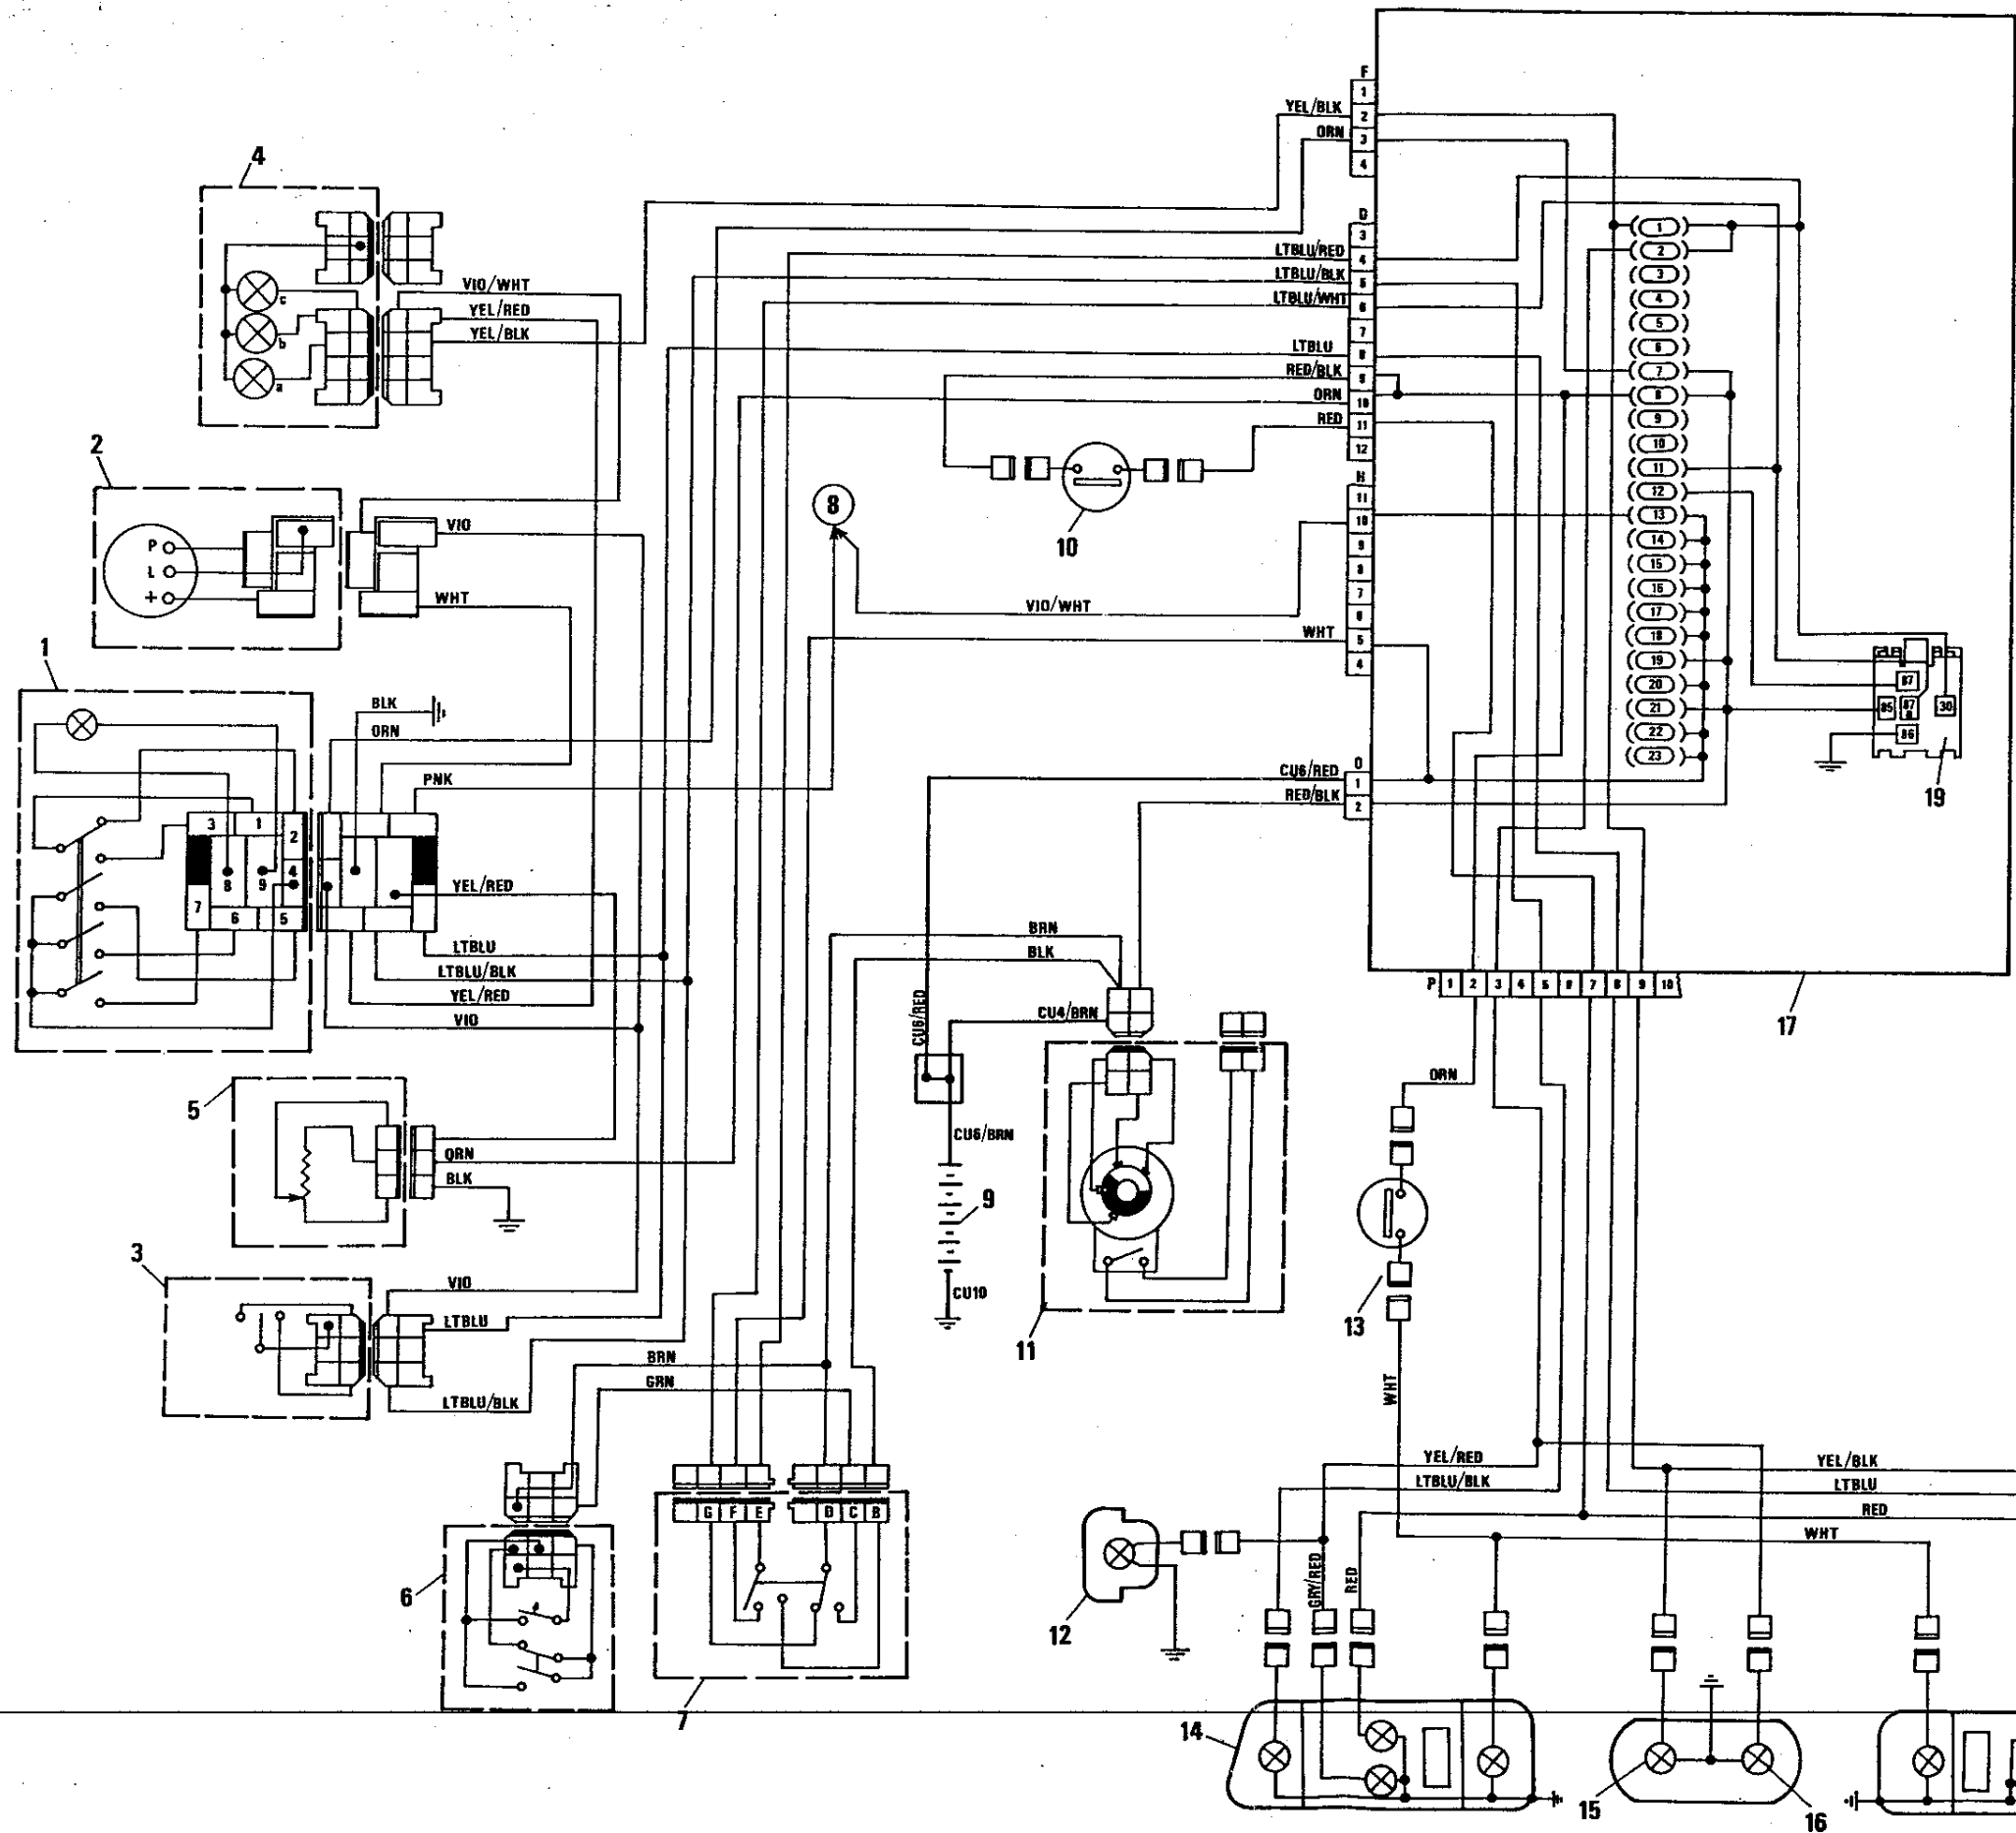 F
1
YEL/BLK 2
ORN 3
4
4
D
3
LTBLU/RED 4
LTBLU/BLK 5
LTBLU/WHT 6
7
LTBLU 8
RED/BLK 9
ORN 10
RED 11
12
VIO/WHT
YEL/RED
YEL/BLK
c
b
a
1
2
3
4
5
6
7
8
9
10
11
12
13
14
15
16
17
18
19
20
21
22
23
H
11
10
9
8
7
6
WHT 5
4
2
P
L
+
VIO
WHT
8
10
VIO/WHT
87
85
87
30
86
19
1
BLK
ORN
PNK
O
CU6/RED 1
RED/BLK 2
3 1 2
4
8 9
7 6 5
YEL/RED
LTBLU
LTBLU/BLK
YEL/RED
VIO
BRN
BLK
CU6/RED
CU4/BRN
P 1 2 3 4 5 6 7 8 9 10
17
5
ORN
BLK
CU6/BRN
9
CU10
11
ORN
13
WHT
3
VIO
LTBLU
LTBLU/BLK
BRN
GRN
G F E D C B
6
7
YEL/RED
LTBLU/BLK
YEL/BLK
LTBLU
RED
WHT
12
GRY/RED
RED
14
15
16